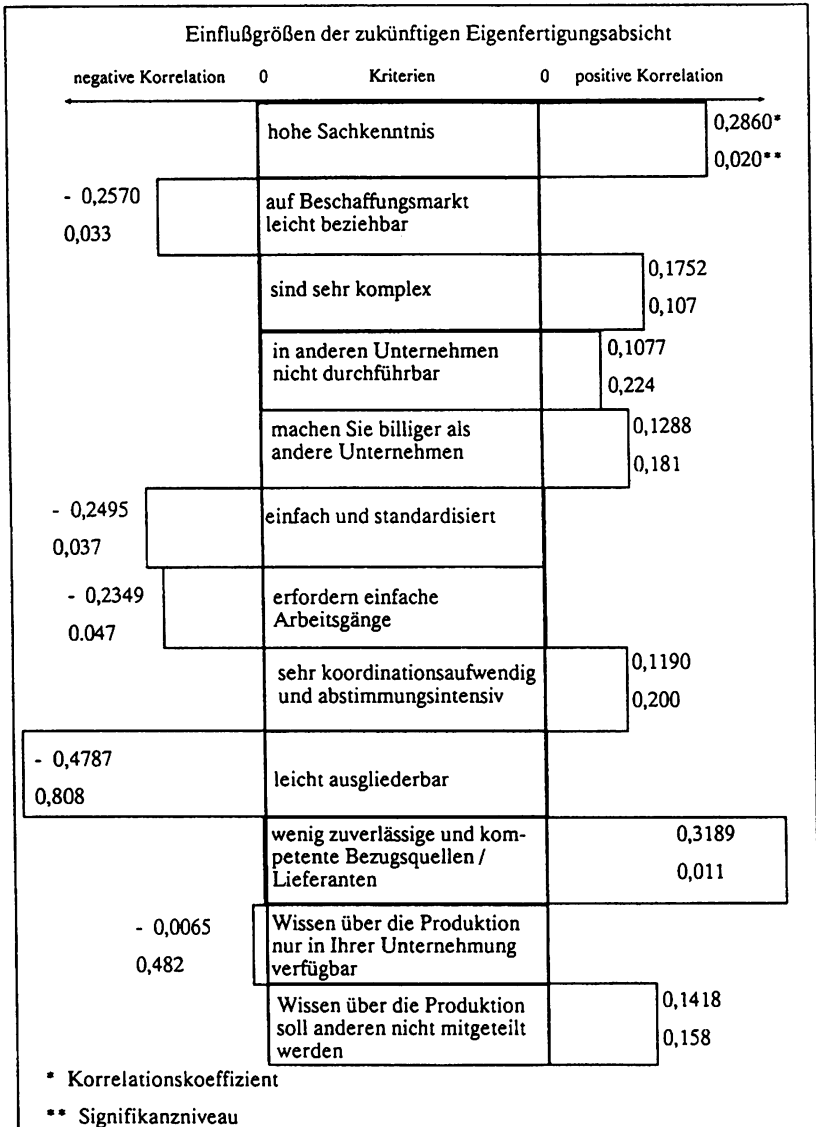 Einflußgrößen der zukünftigen Eigenfertigungsabsicht
negative Korrelation 0 Kriterien 0 positive Korrelation
hohe Sachkenntnis
0,2860*
0,020**
- 0,2570
0,033
auf Beschaffungsmarkt
leicht beziehbar
sind sehr komplex
0,1752
0,107
in anderen Unternehmen
nicht durchführbar
0,1077
0,224
machen Sie billiger als
andere Unternehmen
0,1288
0,181
- 0,2495
0,037
einfach und standardisiert
- 0,2349
0.047
erfordern einfache
Arbeitsgänge
sehr koordinationsaufwendig
und abstimmungsintensiv
0,1190
0,200
- 0,4787
0,808
leicht ausgliederbar
wenig zuverlässige und kom-
petente Bezugsquellen /
Lieferanten
0,3189
0,011
- 0,0065
0,482
Wissen über die Produktion
nur in Ihrer Unternehmung
verfügbar
Wissen über die Produktion
soll anderen nicht mitgeteilt
werden
0,1418
0,158
* Korrelationskoeffizient
** Signifikanzniveau